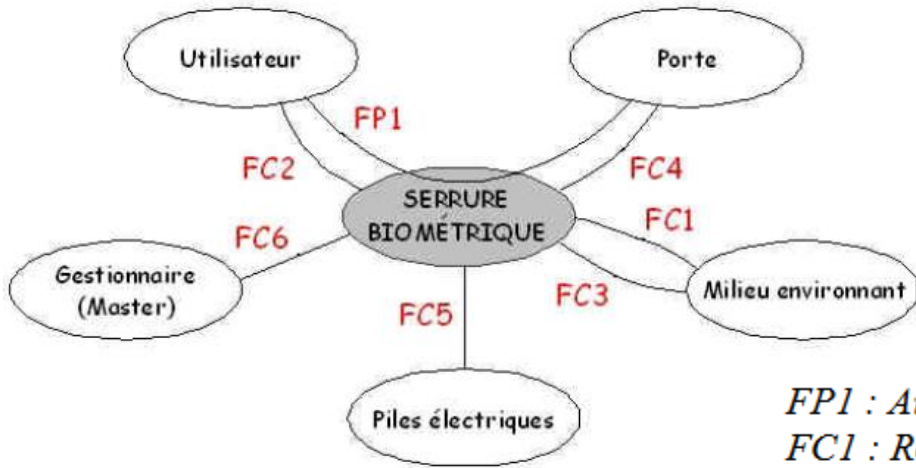 Utilisateur
Porte
FP1
FC2
FC4
SERRURE
BIOMÉTRIQUE
FC1
FC6
Gestionnaire
(Master)
FC3
Milieu environnant
FC5
Piles électriques
FP1 :
FC1 :